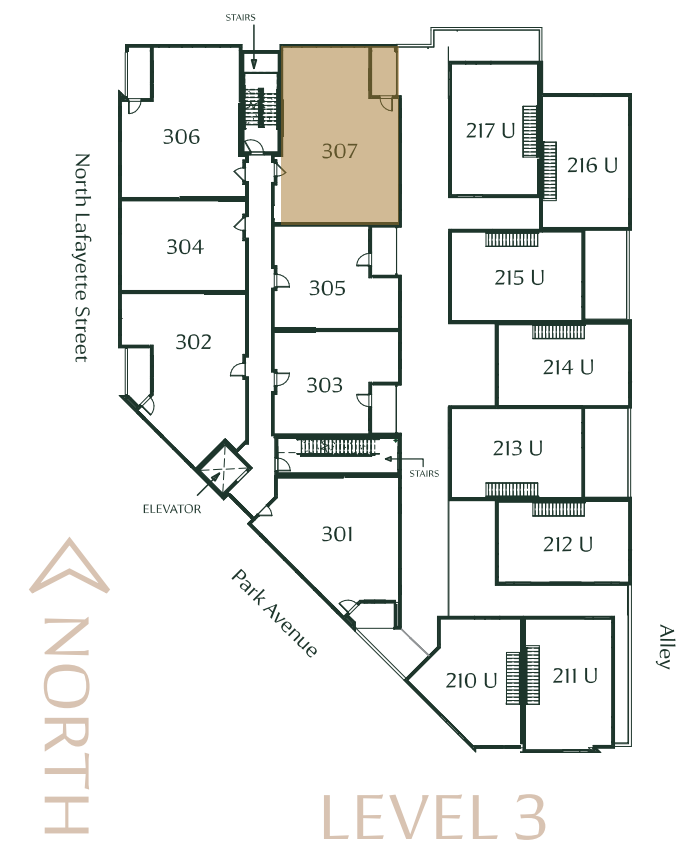 STAIRS
306
307
217 U
216 U
North Lafayette Street
304
215 U
305
302
303
214 U
213 U
STAIRS
ELEVATOR
301
212 U
Park Avenue
Alley
210 U
211 U
NORTH
LEVEL 3